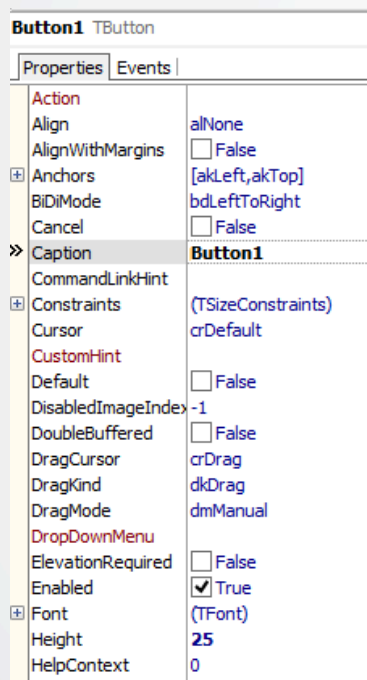 Button1 TButton
Properties Events
Action
Align alNone
AlignWithMargins False
Anchors [akLeft,akTop]
BiDiMode bdLeftToRight
Cancel False
Caption Button1
CommandLinkHint
Constraints (TSizeConstraints)
Cursor crDefault
CustomHint
Default False
DisabledImageIndex -1
DoubleBuffered False
DragCursor crDrag
DragKind dkDrag
DragMode dmManual
DropDownMenu
ElevationRequired False
Enabled True
Font (TFont)
Height 25
HelpContext 0